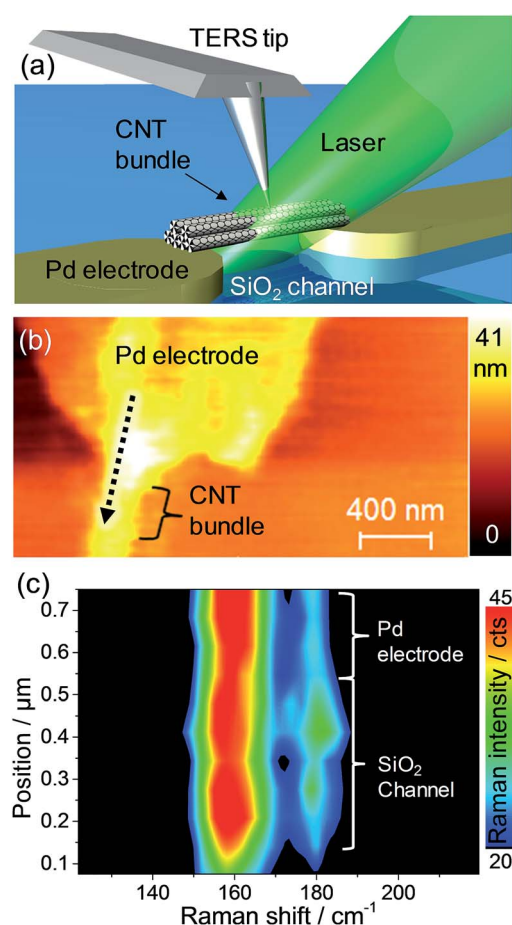 (a)
TERS tip
CNT
bundle
Laser
Pd electrode
SiO₂ channel
(b)
Pd electrode
CNT
bundle
400 nm
41
nm
0
(c)
0.7
0.6
0.5
0.4
0.3
0.2
0.1
Position / µm
140 160 180 200
Raman shift / cm⁻¹
Pd
electrode
SiO₂
Channel
45
Raman intensity / cts
20